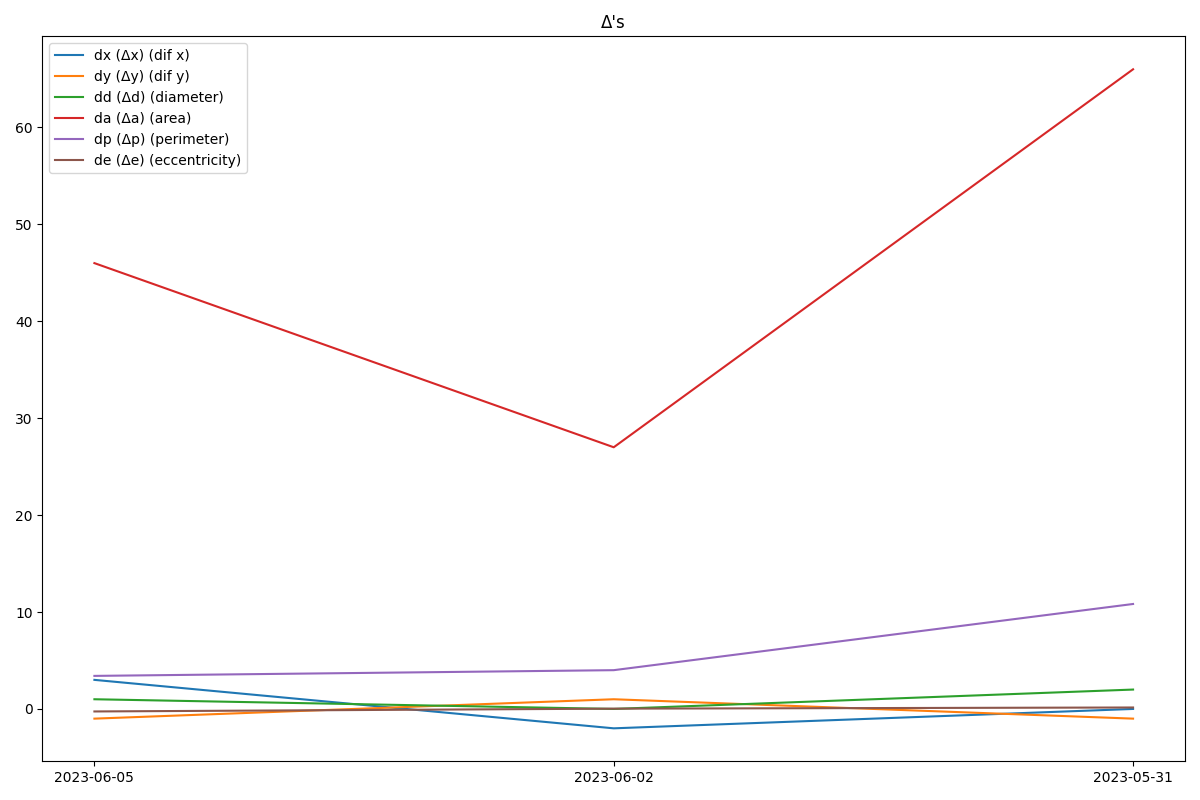 Δ's
dx (Δx) (dif x)
dy (Δy) (dif y)
dd (Δd) (diameter)
da (Δa) (area)
dp (Δp) (perimeter)
de (Δe) (eccentricity)
60
50
40
30
20
10
0
2023-06-05 2023-06-02 2023-05-31